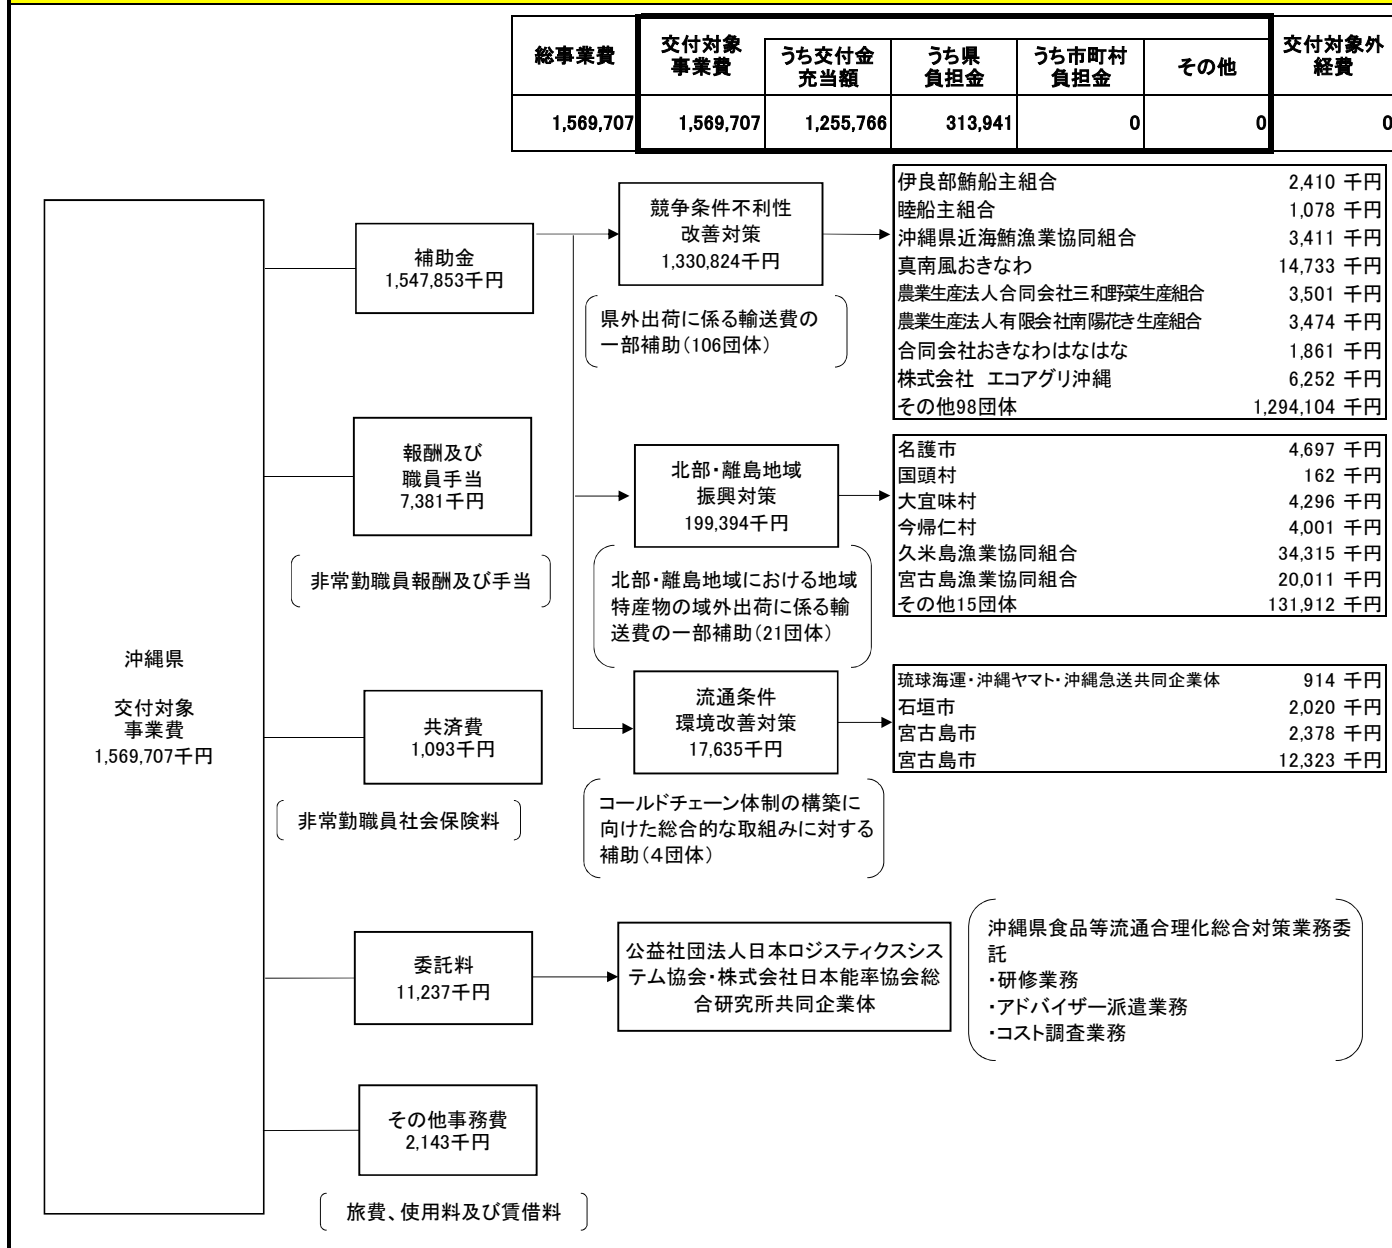 総事業費
交付対象
事業費
うち交付金
充当額
うち県
負担金
うち市町村
負担金
その他
交付対象外
経費
1,569,707 1,569,707 1,255,766 313,941 0 0 0
沖縄県
交付対象
事業費
1,569,707千円
補助金
1,547,853千円
競争条件不利性
改善対策
1,330,824千円
県外出荷に係る輸送費の
一部補助(106団体)
伊良部鮪船主組合 2,410 千円
睦船主組合 1,078 千円
沖縄県近海鮪漁業協同組合 3,411 千円
真南風おきなわ 14,733 千円
農業生産法人合同会社三和野菜生産組合 3,501 千円
農業生産法人有限会社南陽花き生産組合 3,474 千円
合同会社おきなわはなはな 1,861 千円
株式会社 エコアグリ沖縄 6,252 千円
その他98団体 1,294,104 千円
報酬及び
職員手当
7,381千円
非常勤職員報酬及び手当
北部・離島地域
振興対策
199,394千円
北部・離島地域における地域
特産物の域外出荷に係る輸
送費の一部補助(21団体)
名護市 4,697 千円
国頭村 162 千円
大宜味村 4,296 千円
今帰仁村 4,001 千円
久米島漁業協同組合 34,315 千円
宮古島漁業協同組合 20,011 千円
その他15団体 131,912 千円
共済費
1,093千円
非常勤職員社会保険料
流通条件
環境改善対策
17,635千円
コールドチェーン体制の構築に
向けた総合的な取組みに対する
補助(4団体)
琉球海運・沖縄ヤマト・沖縄急送共同企業体 914 千円
石垣市 2,020 千円
宮古島市 2,378 千円
宮古島市 12,323 千円
委託料
11,237千円
公益社団法人日本ロジスティクスシス
テム協会・株式会社日本能率協会総
合研究所共同企業体
沖縄県食品等流通合理化総合対策業務委
託
・研修業務
・アドバイザー派遣業務
・コスト調査業務
その他事務費
2,143千円
旅費、使用料及び賃借料